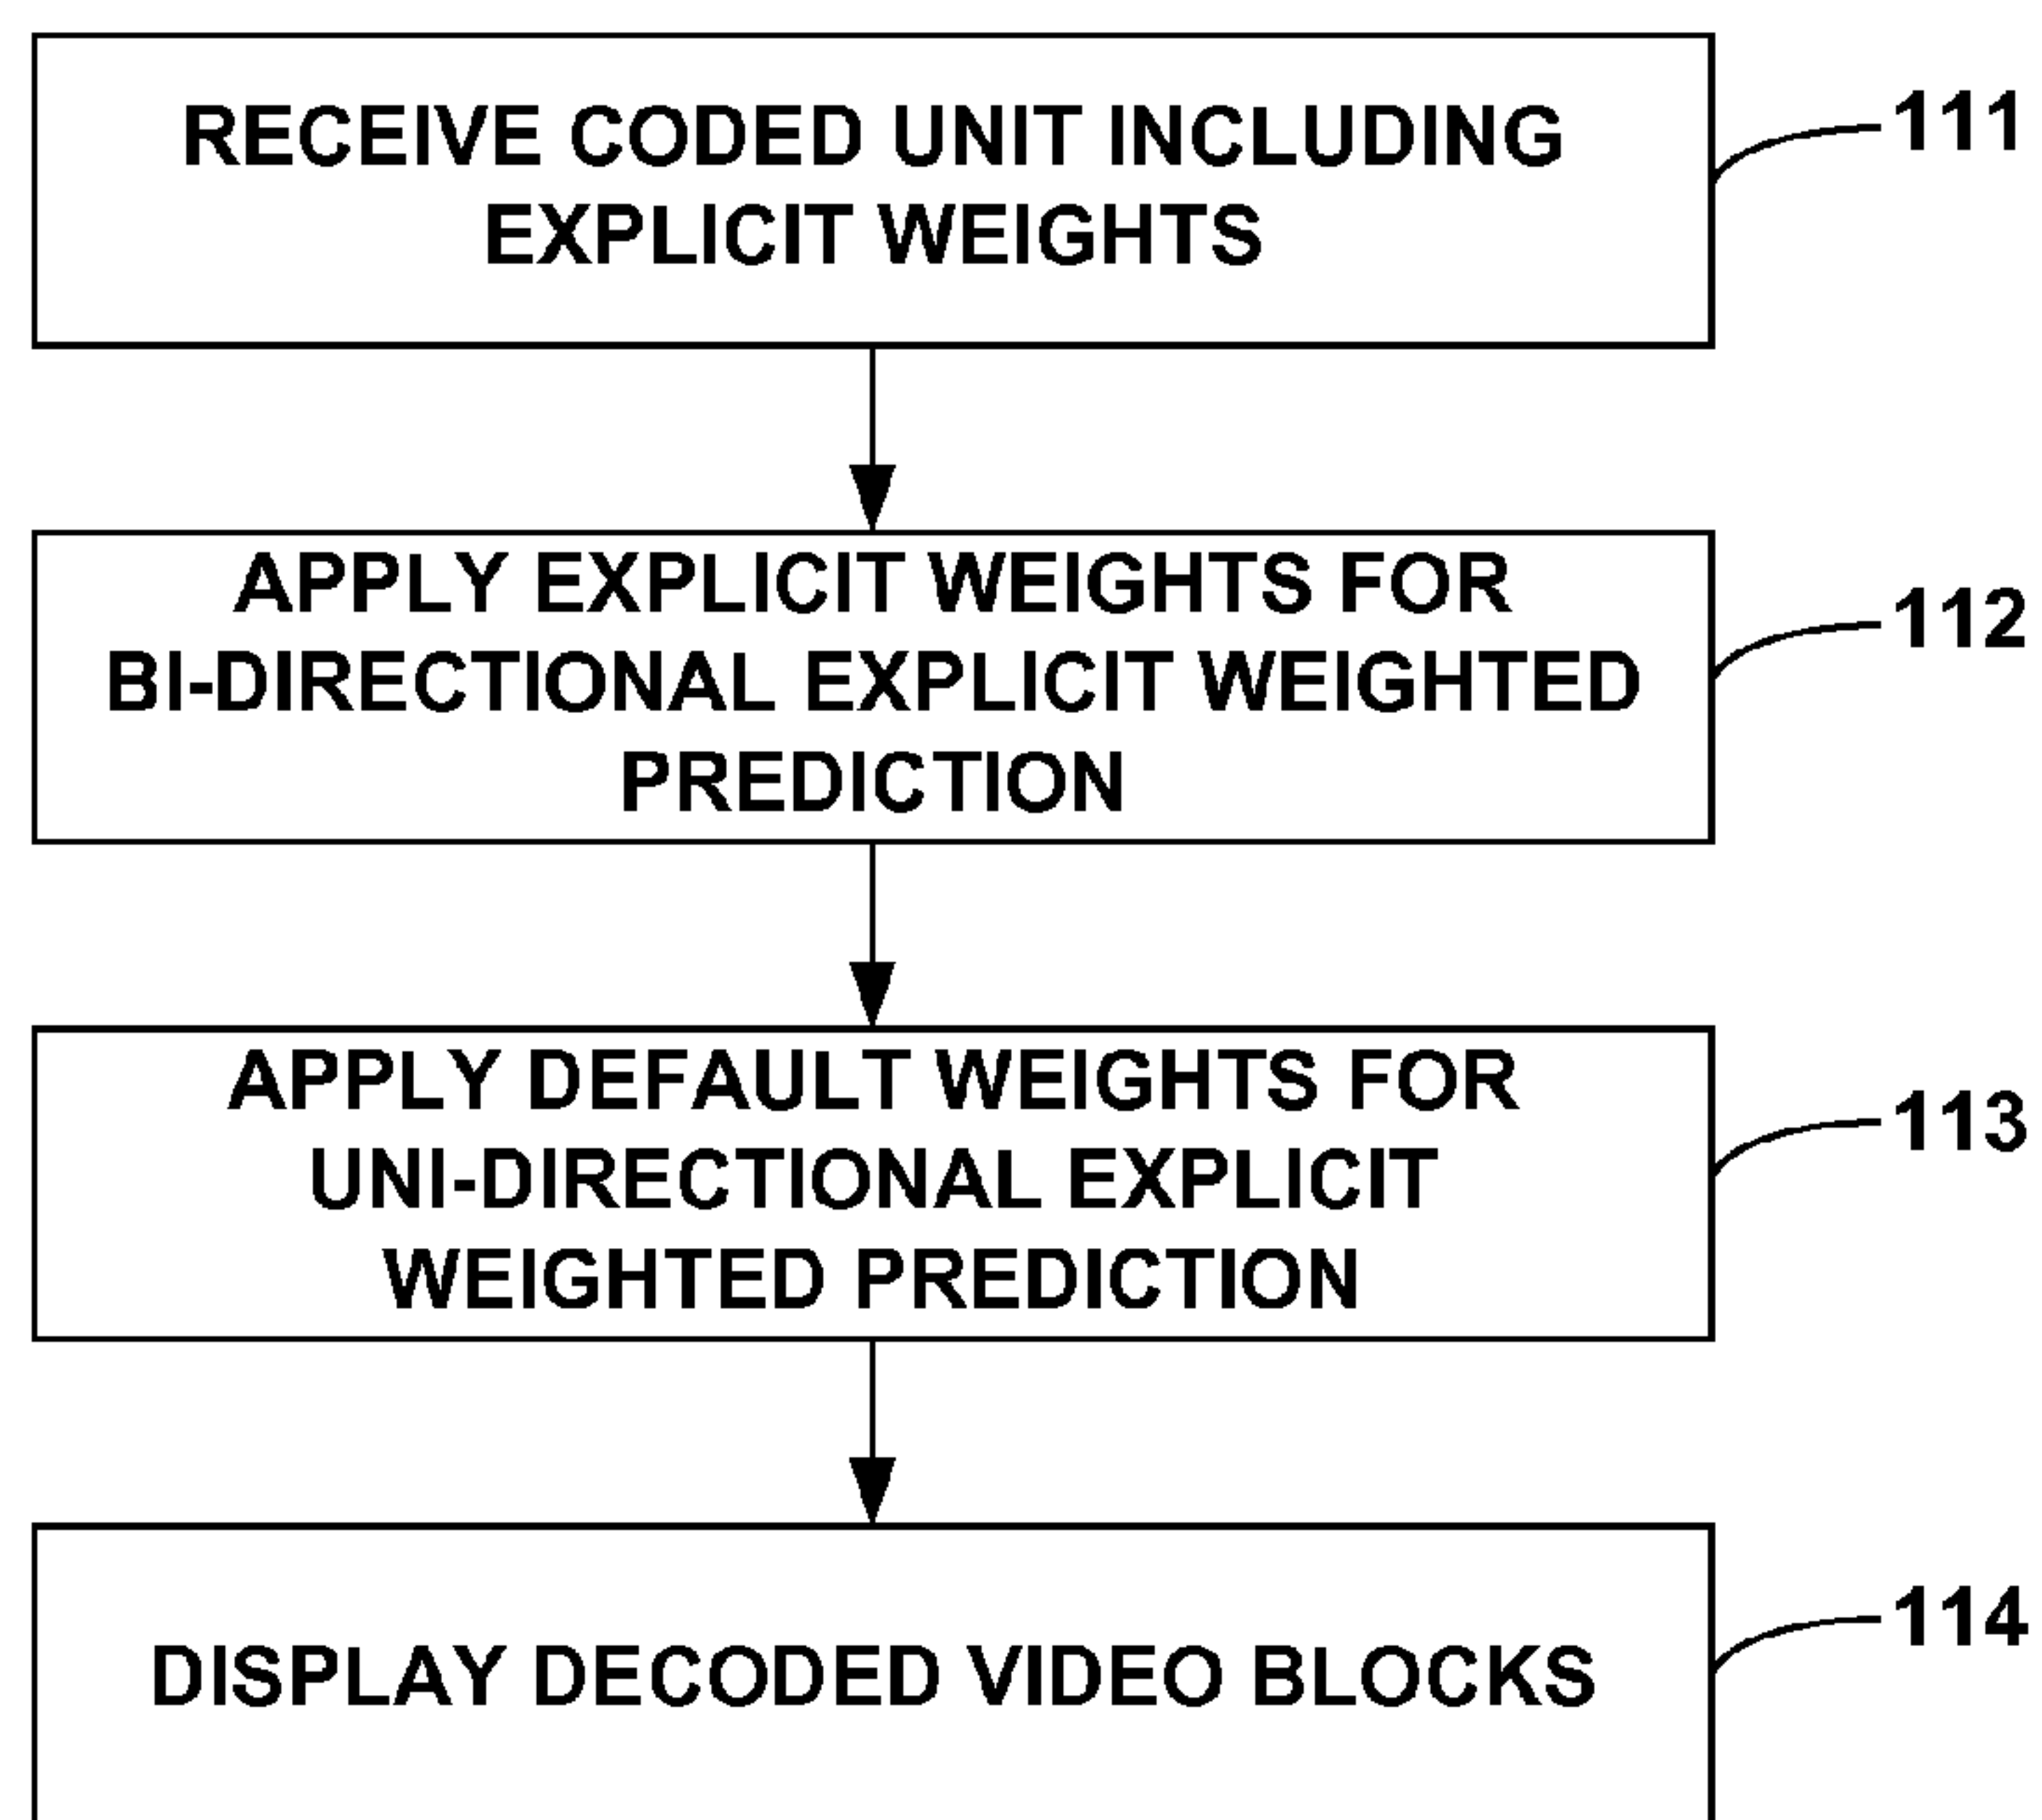 RECEIVE CODED UNIT INCLUDING
EXPLICIT WEIGHTS
111
APPLY EXPLICIT WEIGHTS FOR
BI-DIRECTIONAL EXPLICIT WEIGHTED
PREDICTION
112
APPLY DEFAULT WEIGHTS FOR
UNI-DIRECTIONAL EXPLICIT
WEIGHTED PREDICTION
113
DISPLAY DECODED VIDEO BLOCKS
114